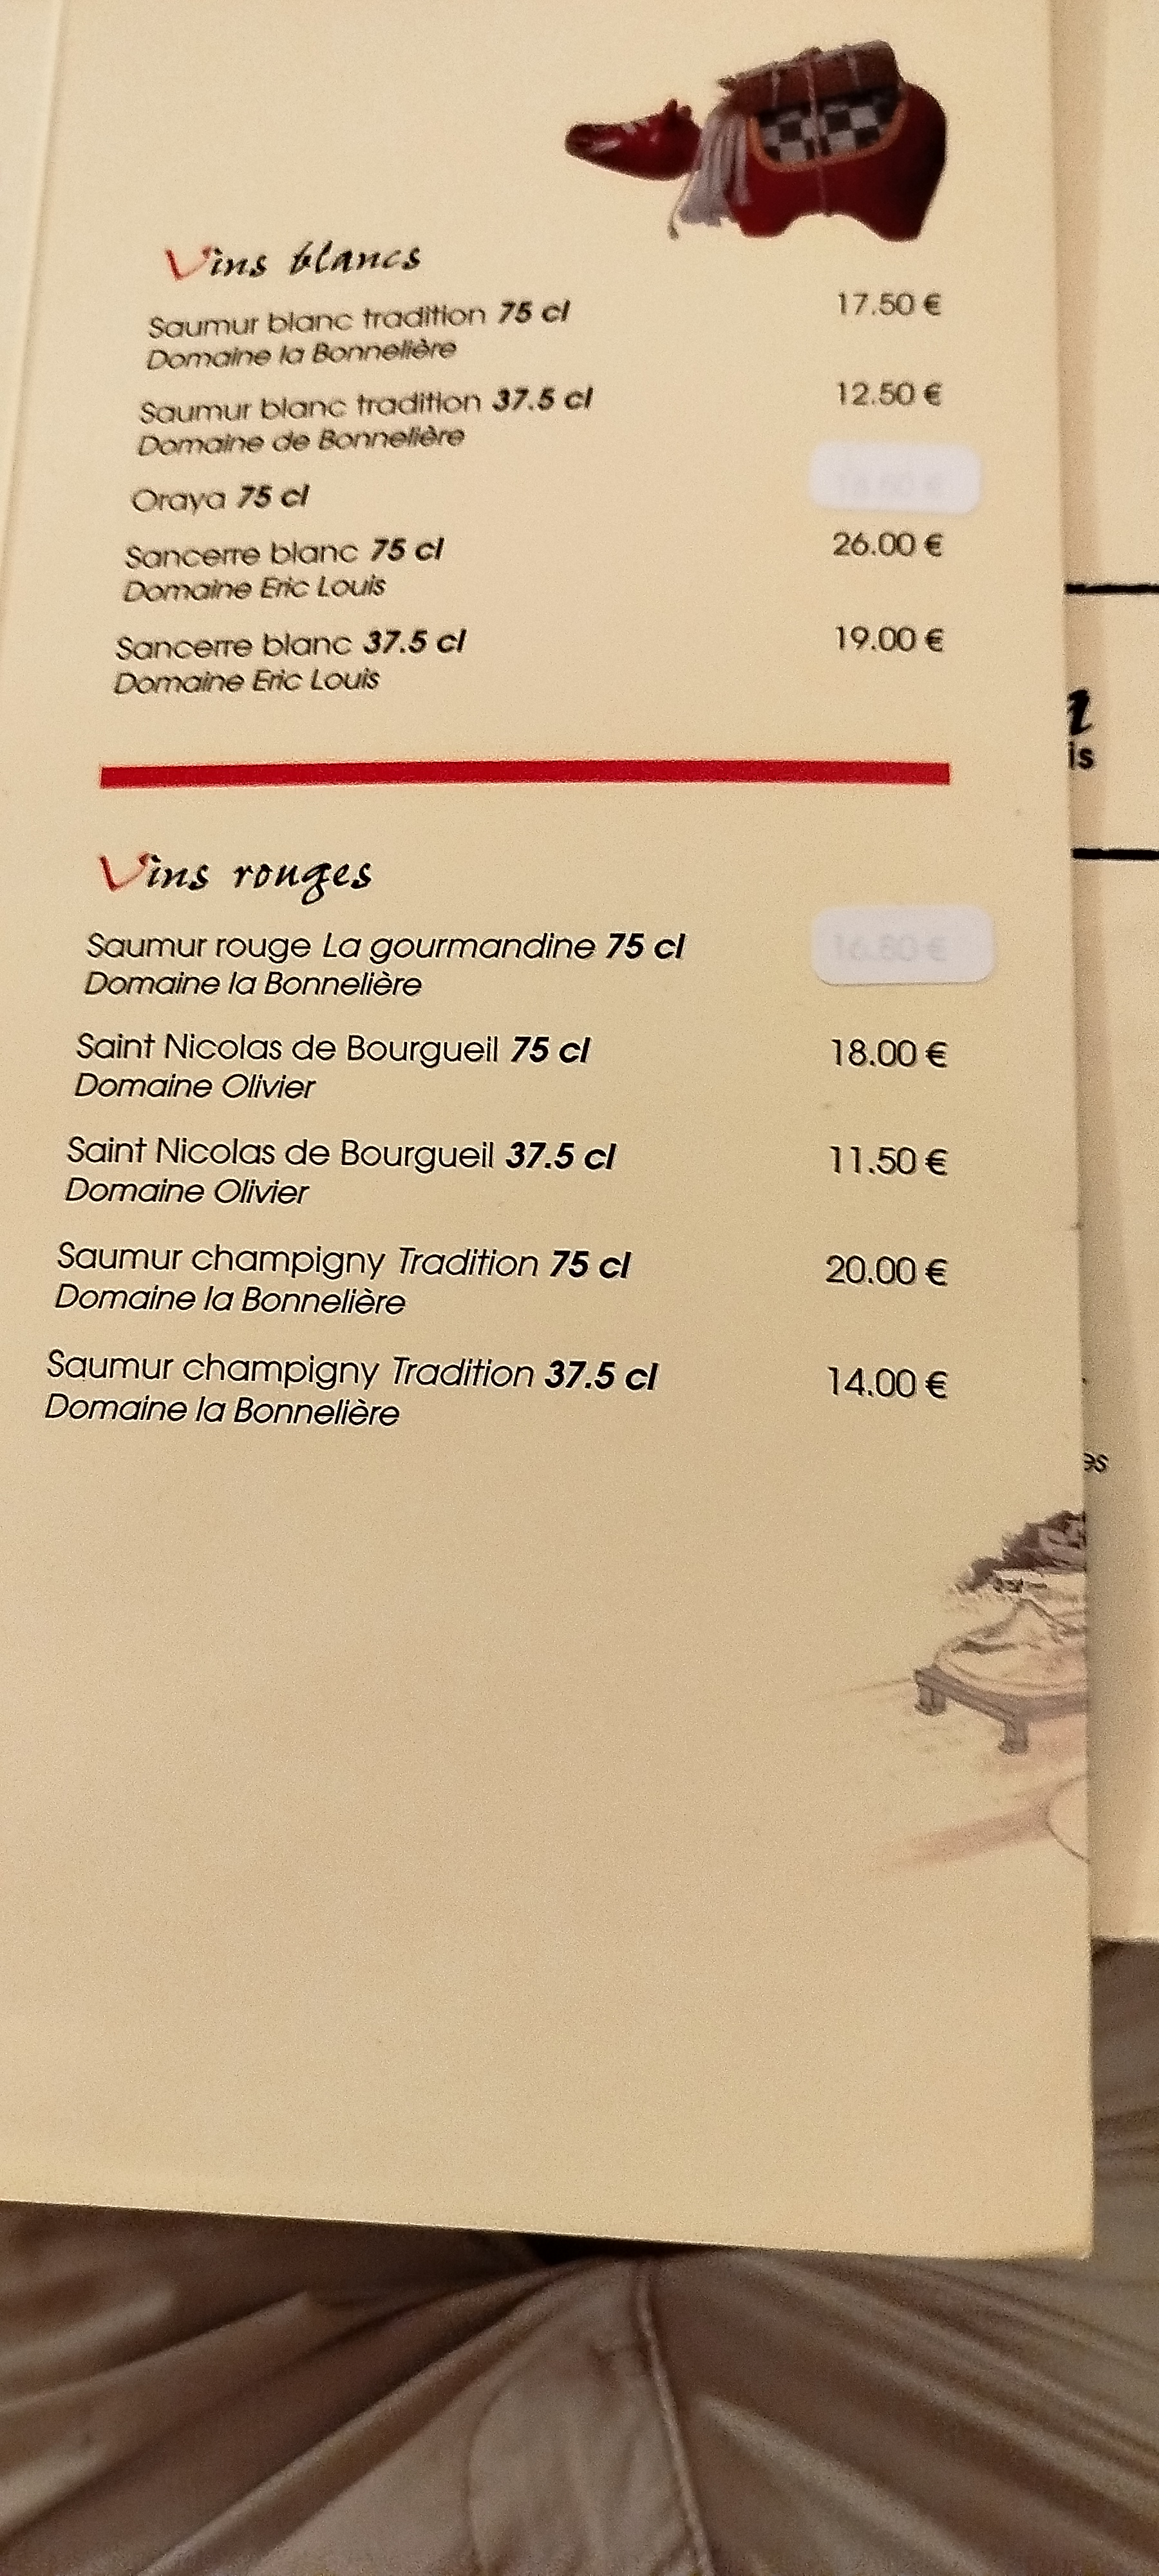 Vins blancs
Saumur blanc tradition 75 cl 17.50 €
Domaine la Bonnelière
Saumur blanc tradition 37.5 cl 12.50 €
Domaine de Bonnelière
Oraya 75 cl
Sancerre blanc 75 cl 26.00 €
Domaine Eric Louis
Sancerre blanc 37.5 cl 19.00 €
Domaine Eric Louis
Vins rouges
Saumur rouge La gourmandine 75 cl 16.80 €
Domaine la Bonnelière
Saint Nicolas de Bourgueil 75 cl 18.00 €
Domaine Olivier
Saint Nicolas de Bourgueil 37.5 cl 11.50 €
Domaine Olivier
Saumur champigny Tradition 75 cl 20.00 €
Domaine la Bonnelière
Saumur champigny Tradition 37.5 cl 14.00 €
Domaine la Bonnelière